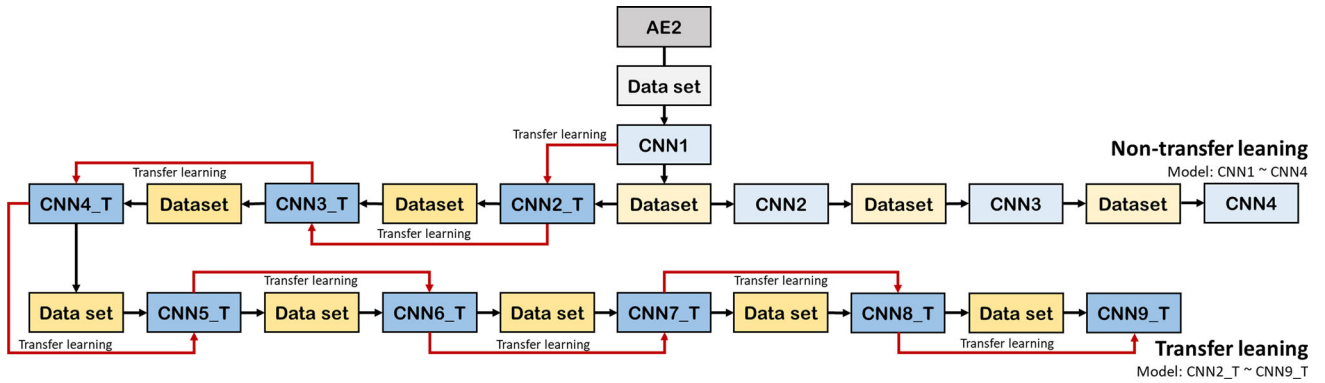 AE2
Data set
Transfer learning
CNN1
Non-transfer leaning
Model: CNN1 ~ CNN4
Transfer learning
CNN4_T
Dataset
CNN3_T
Dataset
CNN2_T
Dataset
CNN2
Dataset
CNN3
Dataset
CNN4
Transfer learning
Transfer learning
Transfer learning
Data set
CNN5_T
Data set
CNN6_T
Data set
CNN7_T
Data set
CNN8_T
Data set
CNN9_T
Transfer learning
Transfer learning
Transfer learning
Transfer leaning
Model: CNN2_T ~ CNN9_T